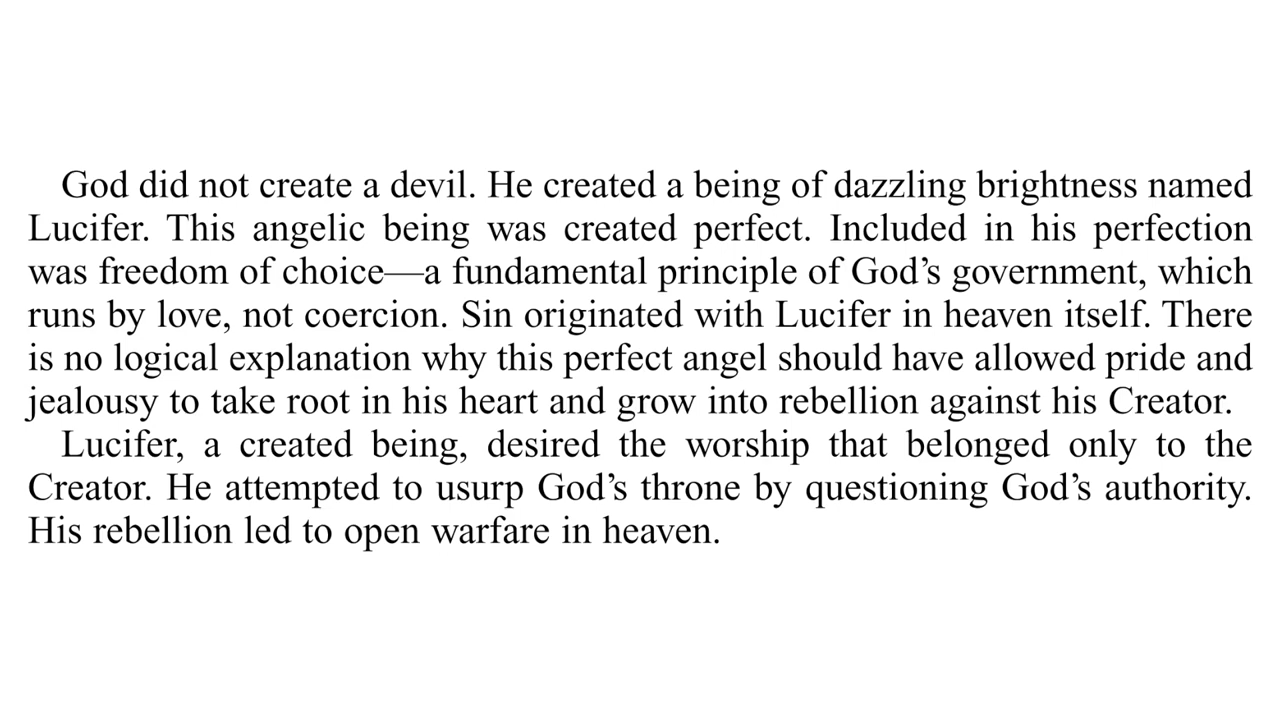 God did not create a devil. He created a being of dazzling brightness named
Lucifer. This angelic being was created perfect. Included in his perfection
was freedom of choice—a fundamental principle of God’s government, which
runs by love, not coercion. Sin originated with Lucifer in heaven itself. There
is no logical explanation why this perfect angel should have allowed pride and
jealousy to take root in his heart and grow into rebellion against his Creator.
Lucifer, a created being, desired the worship that belonged only to the
Creator. He attempted to usurp God’s throne by questioning God’s authority.
His rebellion led to open warfare in heaven.